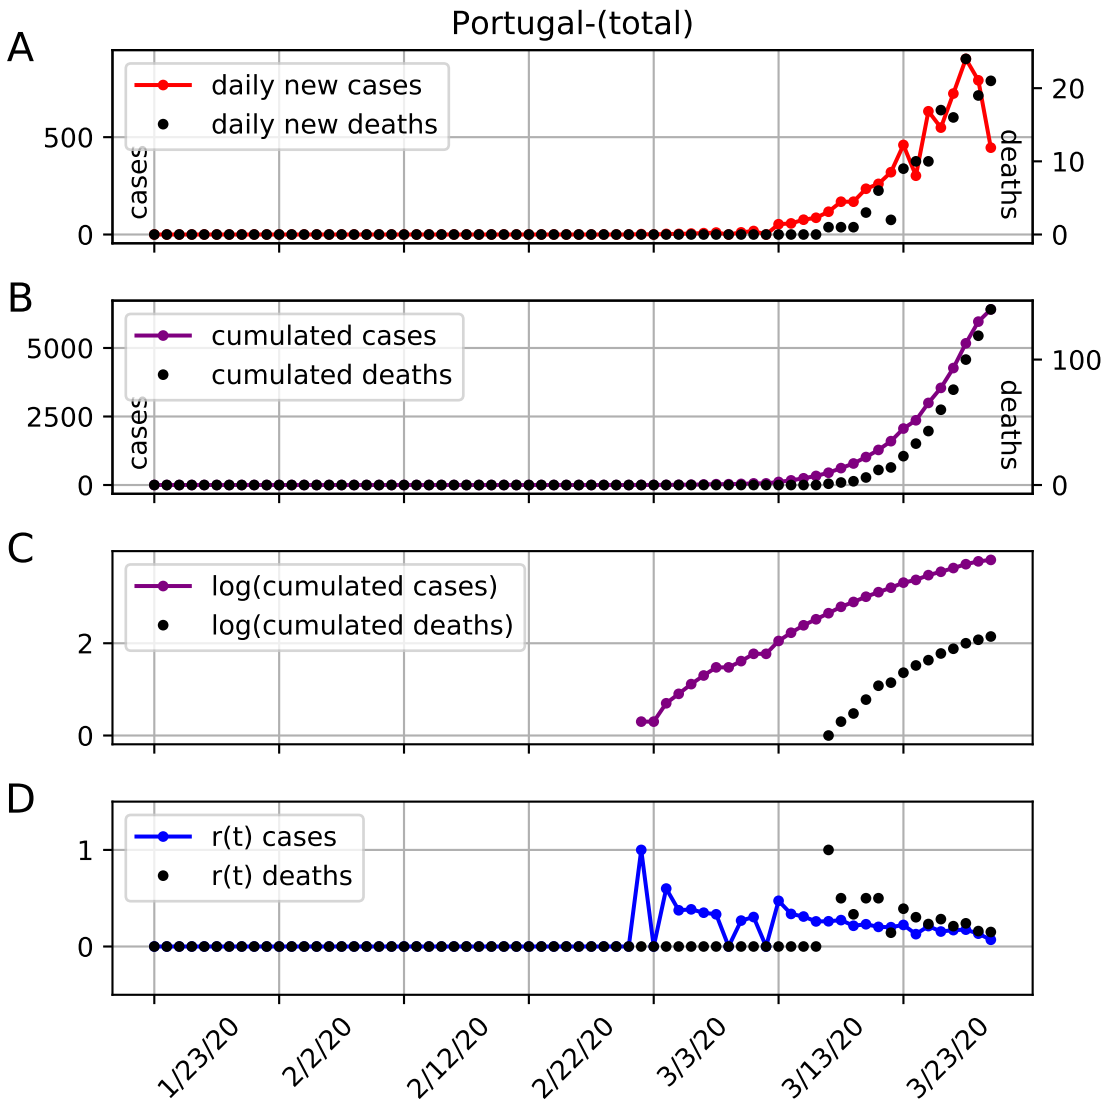 Portugal-(total)
A
daily new cases
daily new deaths
500
0
cases
20
10
0
deaths
B
cumulated cases
cumulated deaths
5000
2500
0
cases
100
0
deaths
C
log(cumulated cases)
log(cumulated deaths)
2
0
D
r(t) cases
r(t) deaths
1
0
1/23/20
2/2/20
2/12/20
2/22/20
3/3/20
3/13/20
3/23/20